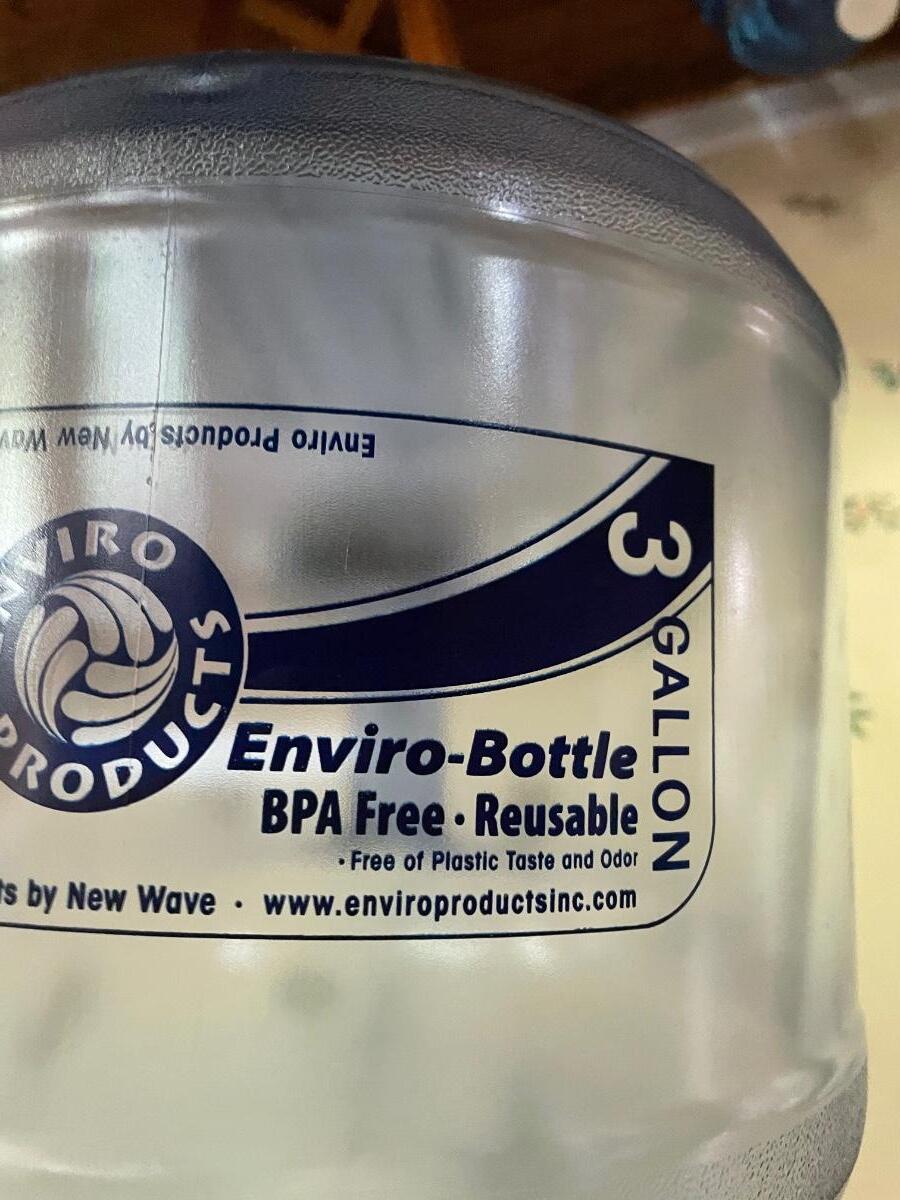 Enviro Products by New Wav
ENVIRO
PRODUCTS
3
GALLON
Enviro-Bottle
BPA Free · Reusable
· Free of Plastic Taste and Odor
ts by New Wave · www.enviroproductsinc.com